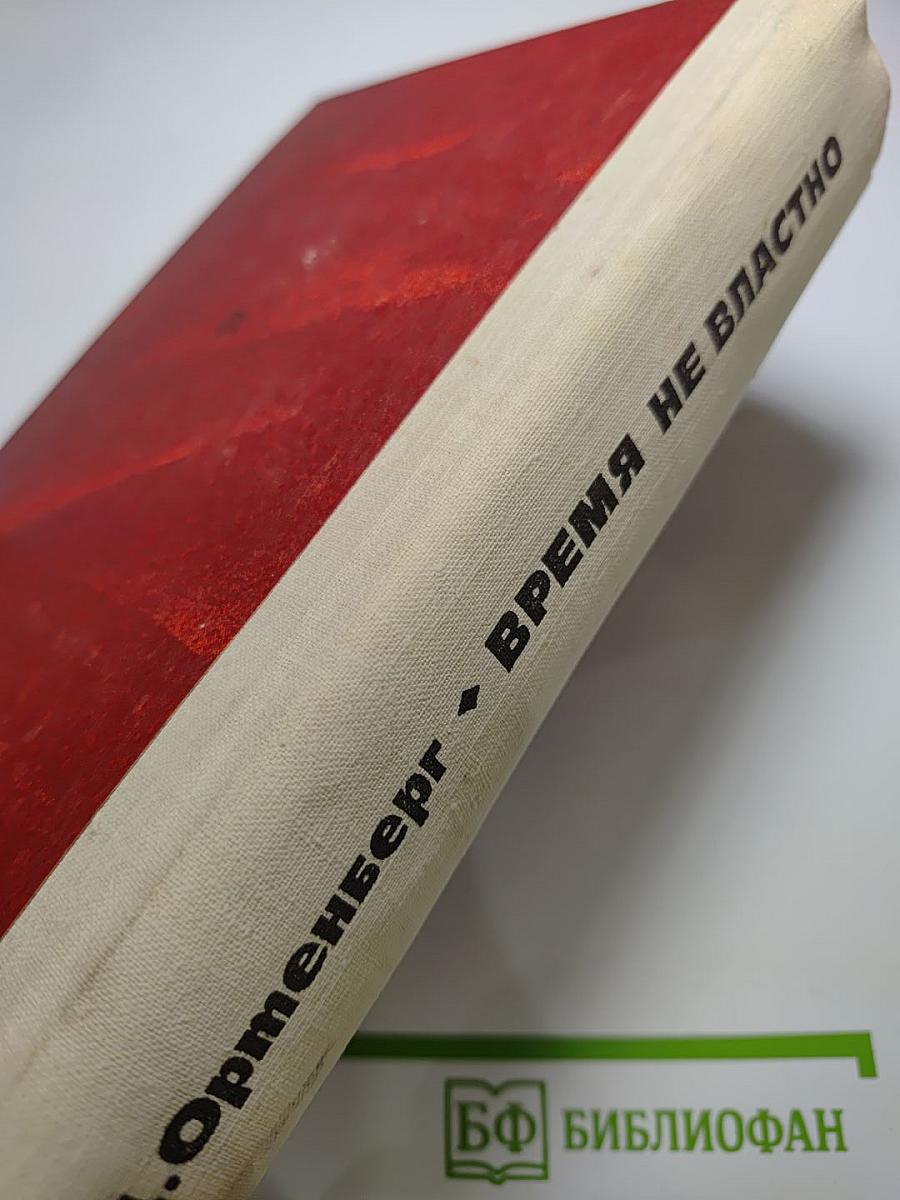 . Ортенберг • ВРЕМЯ НЕ ВЛАСТНО
БФ БИБЛИОФАН